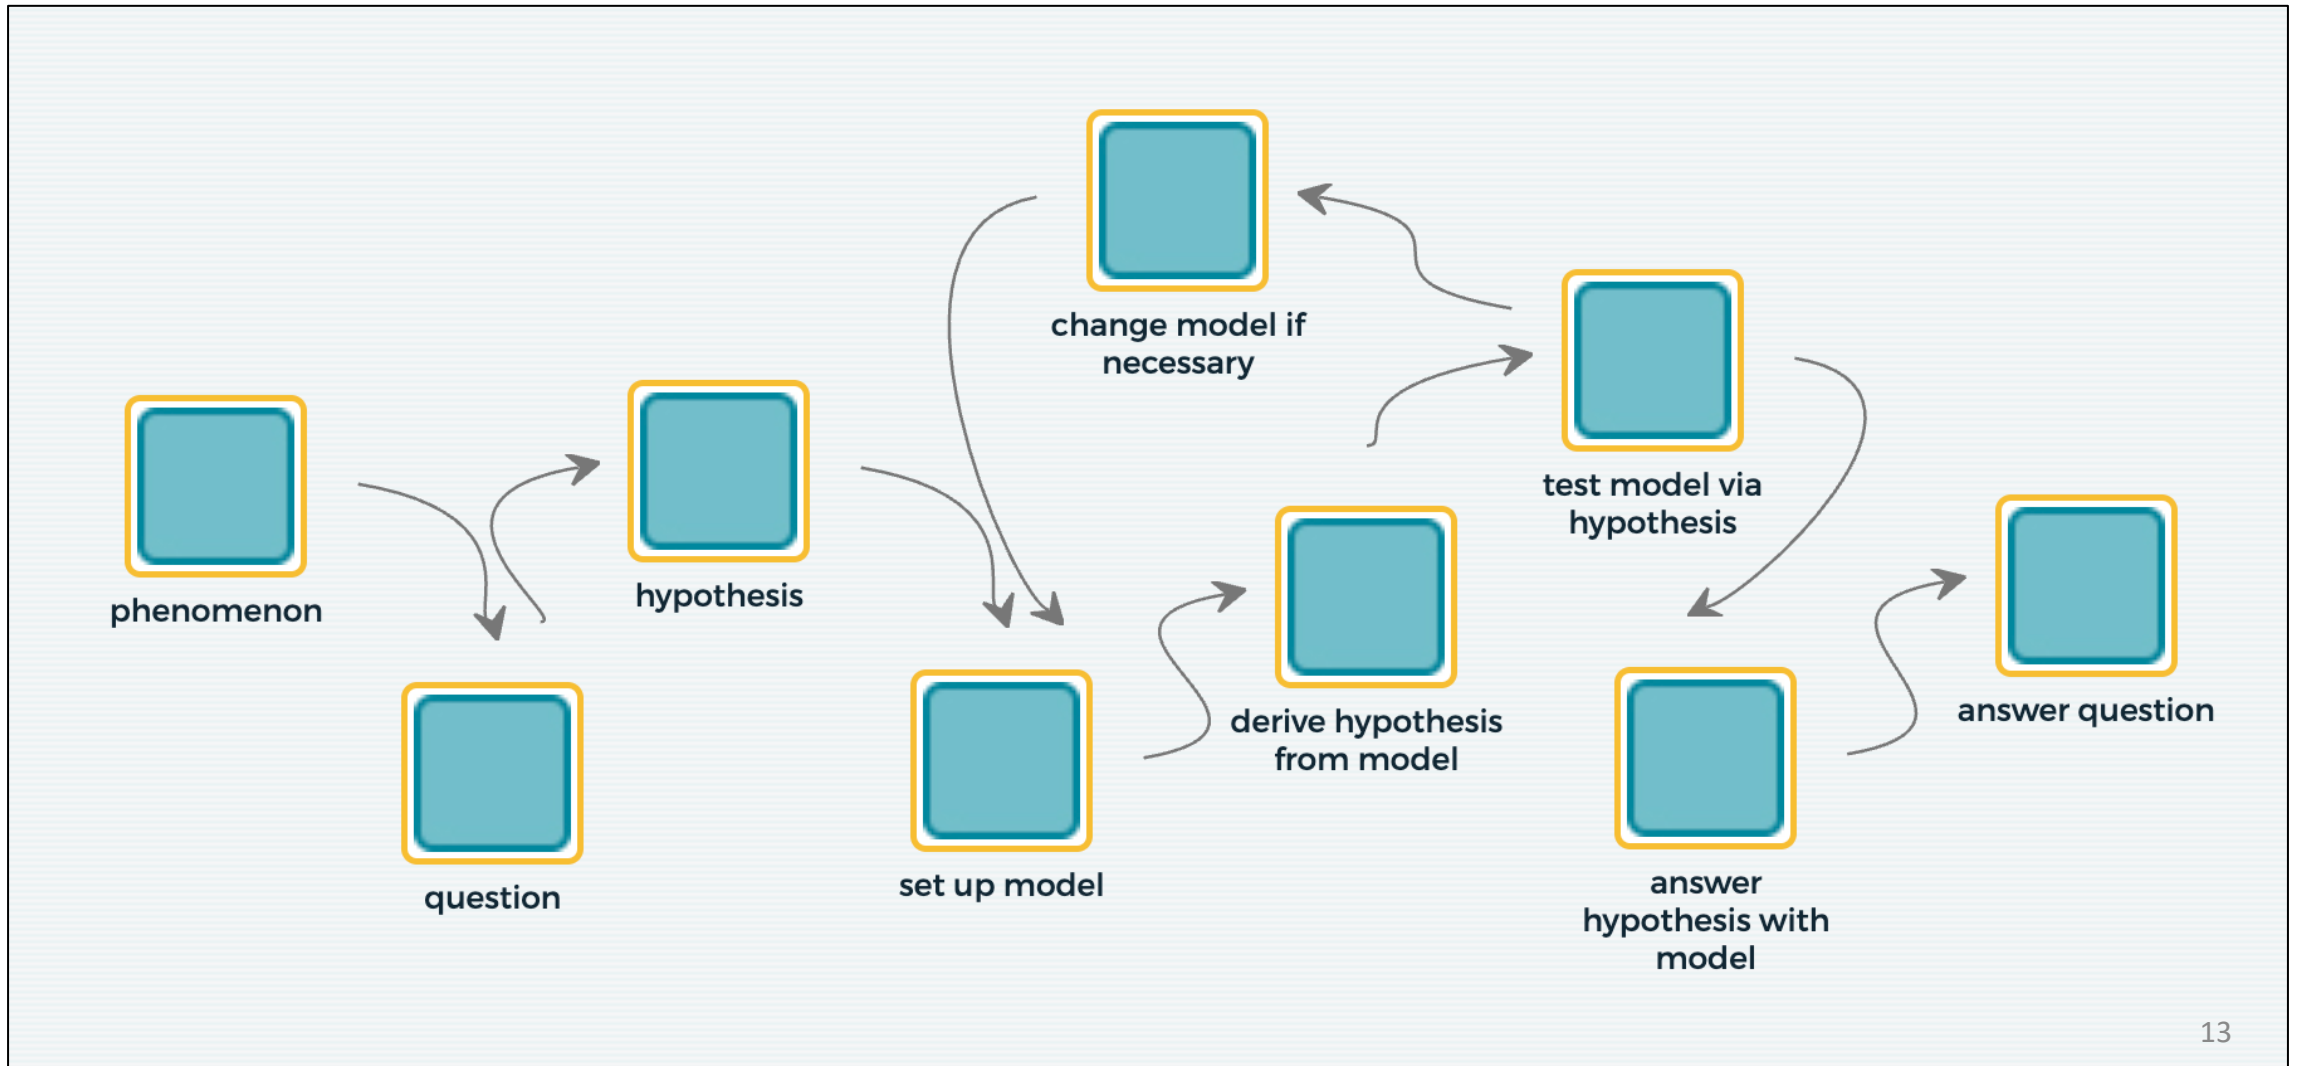 phenomenon
question
hypothesis
set up model
derive hypothesis
from model
test model via
hypothesis
change model if
necessary
answer
hypothesis with
model
answer question
13